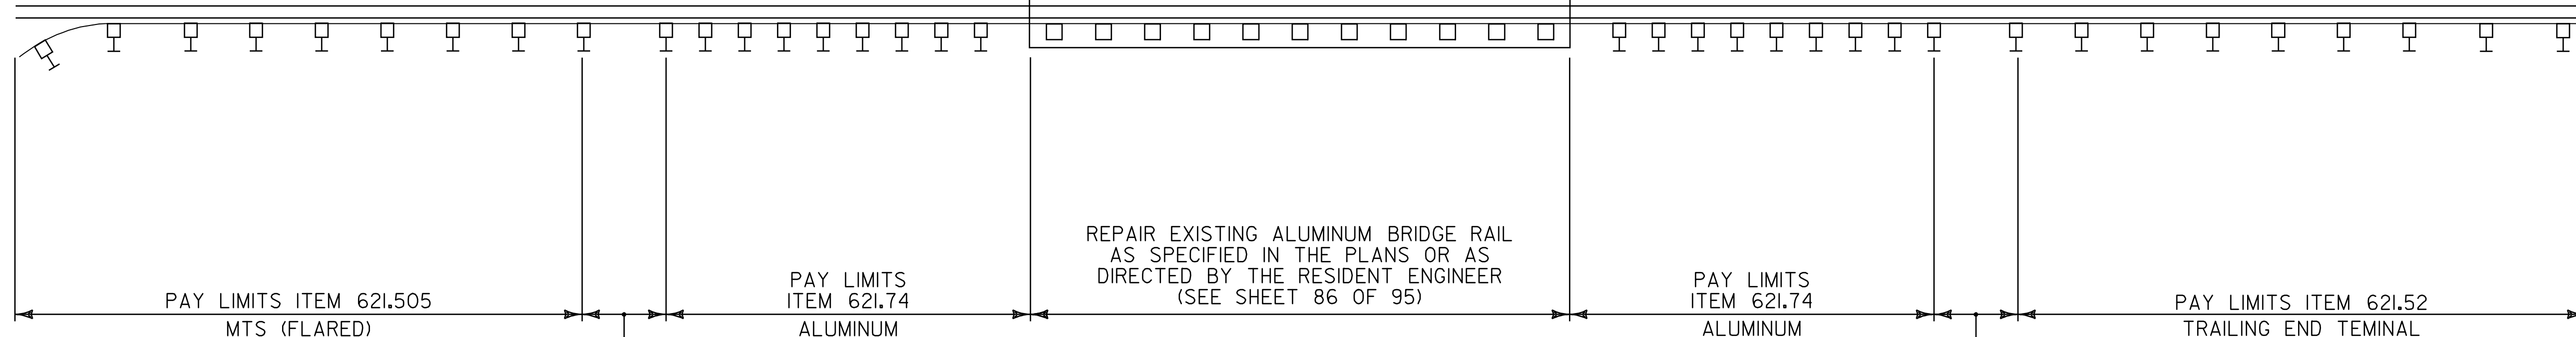 PAY LIMITS ITEM 621.505
MTS (FLARED)
PAY LIMITS
ITEM 621.74
ALUMINUM
REPAIR EXISTING ALUMINUM BRIDGE RAIL
AS SPECIFIED IN THE PLANS OR AS
DIRECTED BY THE RESIDENT ENGINEER
(SEE SHEET 86 OF 95)
PAY LIMITS
ITEM 621.74
ALUMINUM
PAY LIMITS ITEM 621.52
TRAILING END TEMINAL